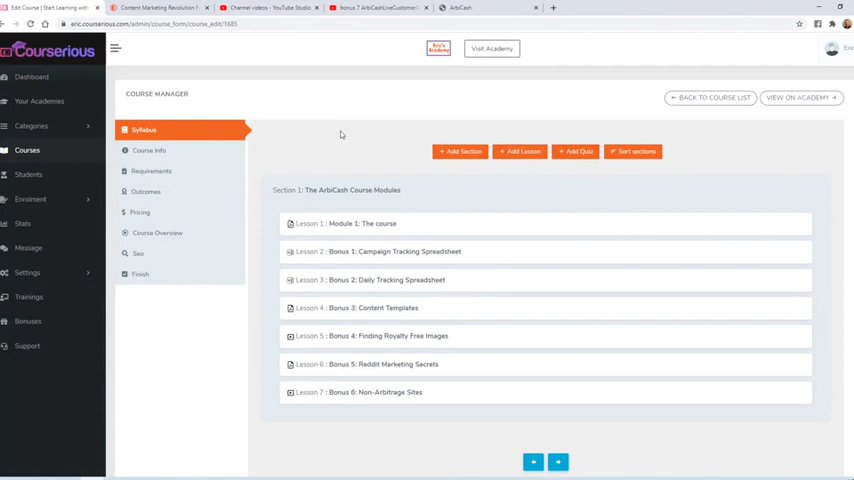 Edit Course | Start Learning with
Content Marketing Revolution
Channel videos - YouTube Studio
bonus 7 ArbiCashLiveCustomer
ArbiCash
eric.courserious.com/admin/course_form/course_edit/1685
Courserious
Eric's Academy
Visit Academy
Eric
Dashboard
Your Academies
Categories
Courses
Students
Enrolment
Stats
Message
Settings
Trainings
Bonuses
Support
COURSE MANAGER
← BACK TO COURSE LIST
VIEW ON ACADEMY →
Syllabus
Course Info
Requirements
Outcomes
$ Pricing
Course Overview
Seo
Finish
+ Add Section
+ Add Lesson
+ Add Quiz
Sort sections
Section 1: The ArbiCash Course Modules
Lesson 1 : Module 1: The course
Lesson 2 : Bonus 1: Campaign Tracking Spreadsheet
Lesson 3 : Bonus 2: Daily Tracking Spreadsheet
Lesson 4 : Bonus 3: Content Templates
Lesson 5 : Bonus 4: Finding Royalty Free Images
Lesson 6 : Bonus 5: Reddit Marketing Secrets
Lesson 7 : Bonus 6: Non-Arbitrage Sites